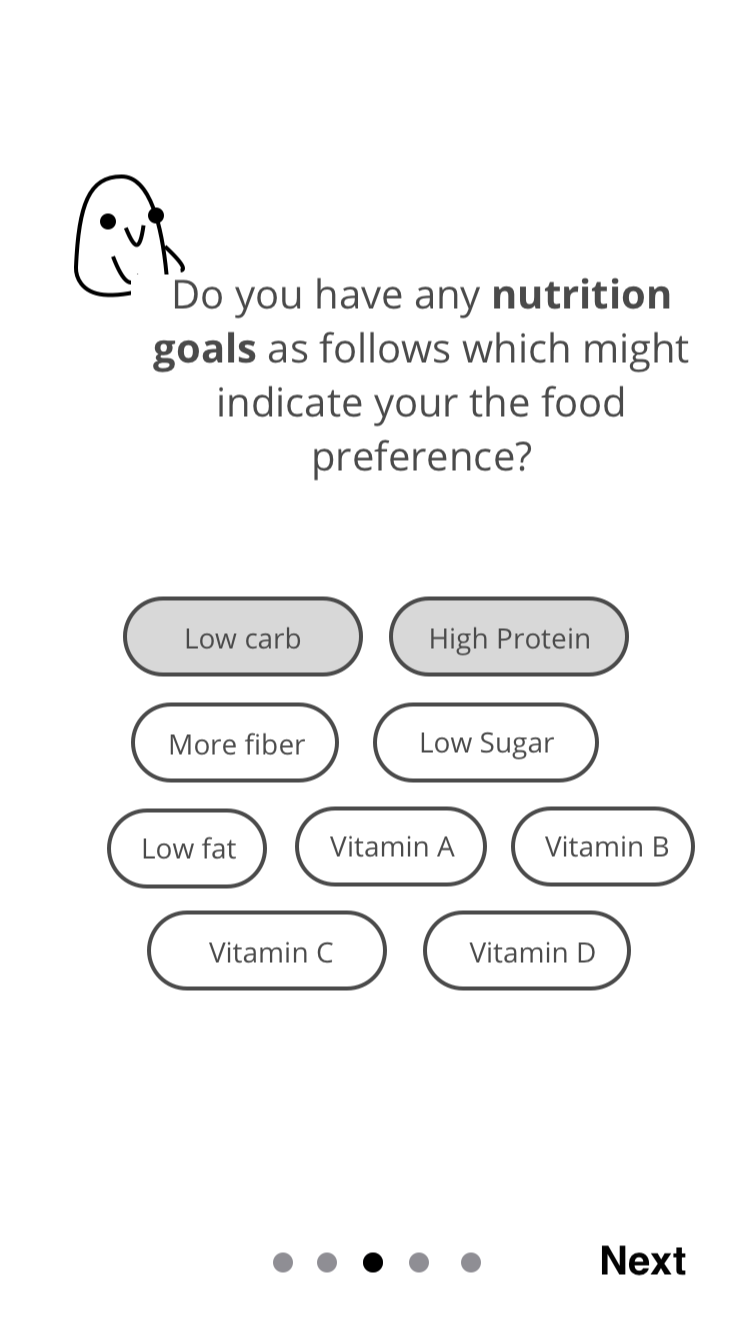 Do you have any nutrition
goals as follows which might
indicate your the food
preference?
Low carb High Protein
More fiber Low Sugar
Low fat Vitamin A Vitamin B
Vitamin C Vitamin D
Next